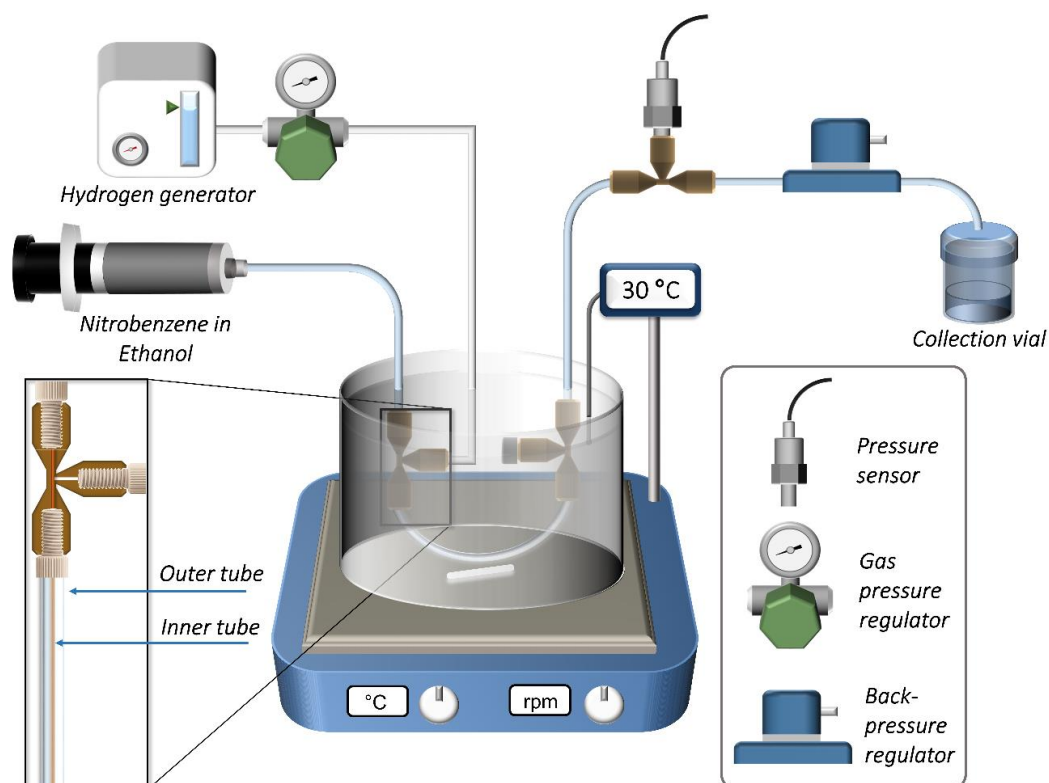 Hydrogen generator
Nitrobenzene in
Ethanol
30 °C
Collection vial
Outer tube
Inner tube
°C
rpm
Pressure
sensor
Gas
pressure
regulator
Back-
pressure
regulator